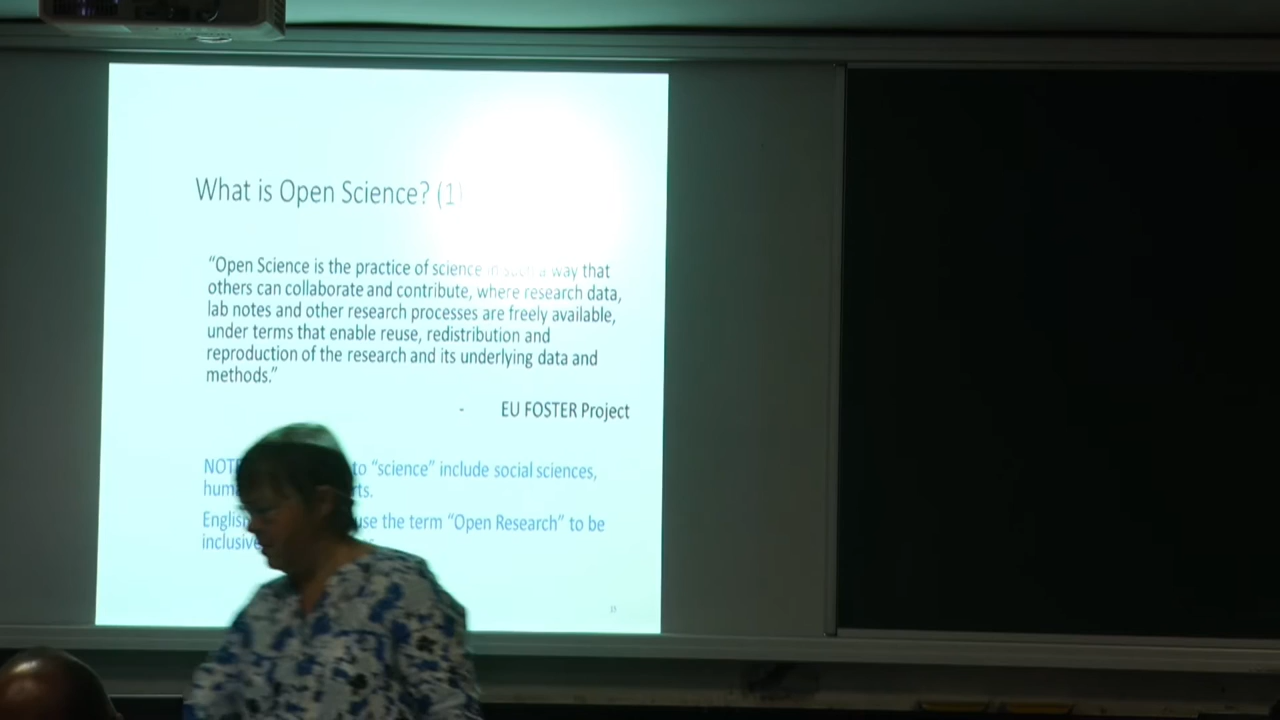 What is Open Science? (1)
“Open Science is the practice of science in such a way that
others can collaborate and contribute, where research data,
lab notes and other research processes are freely available,
under terms that enable reuse, redistribution and
reproduction of the research and its underlying data and
methods.”
- EU FOSTER Project
to “science” include social sciences,
use the term “Open Research” to be